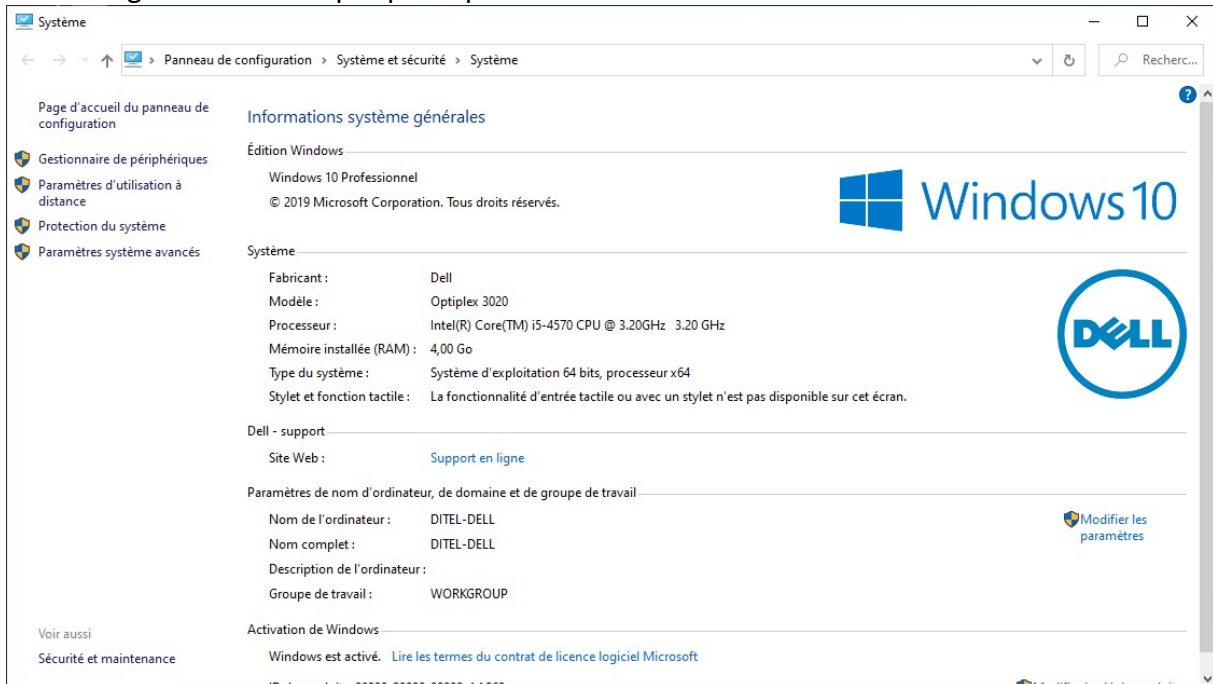 Système
Panneau de configuration > Système et sécurité > Système
Recherc...
Page d'accueil du panneau de
configuration
Gestionnaire de périphériques
Paramètres d'utilisation à
distance
Protection du système
Paramètres système avancés
Informations système générales
Édition Windows
Windows 10 Professionnel
© 2019 Microsoft Corporation. Tous droits réservés.
Windows 10
Système
Fabricant : Dell
Modèle : Optiplex 3020
Processeur : Intel(R) Core(TM) i5-4570 CPU @ 3.20GHz 3.20 GHz
Mémoire installée (RAM) : 4,00 Go
Type du système : Système d'exploitation 64 bits, processeur x64
Stylet et fonction tactile : La fonctionnalité d'entrée tactile ou avec un stylet n'est pas disponible sur cet écran.
DELL
Dell - support
Site Web : Support en ligne
Paramètres de nom d'ordinateur, de domaine et de groupe de travail
Nom de l'ordinateur : DITEL-DELL
Modifier les
paramètres
Nom complet : DITEL-DELL
Description de l'ordinateur :
Groupe de travail : WORKGROUP
Activation de Windows
Windows est activé. Lire les termes du contrat de licence logiciel Microsoft
Voir aussi
Sécurité et maintenance